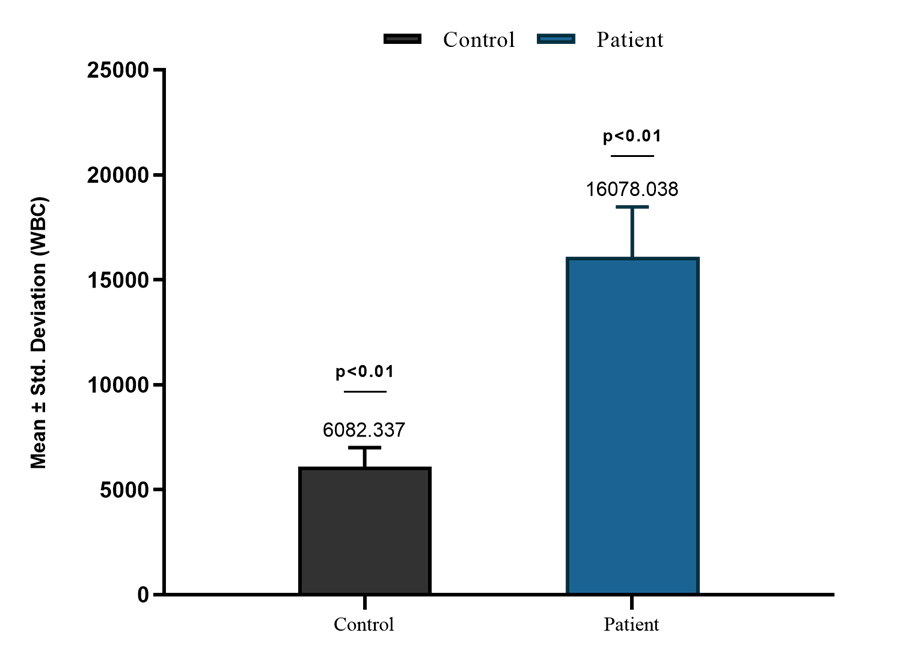 Control Patient
25000
20000
15000
10000
5000
0
Mean ± Std. Deviation (WBC)
p<0.01
16078.038
p<0.01
6082.337
Control Patient